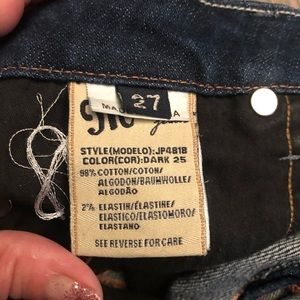 27
STYLE(MODELO):JP4818
COLOR(COR):DARK 25
98% COTTON/COTON/
ALGODON/BAUMWOLLE/
ALGODÃO
2% ELASTIN/ÉLASTINE/
ELASTICO/ELASTOMORO/
ELASTANO
SEE REVERSE FOR CARE